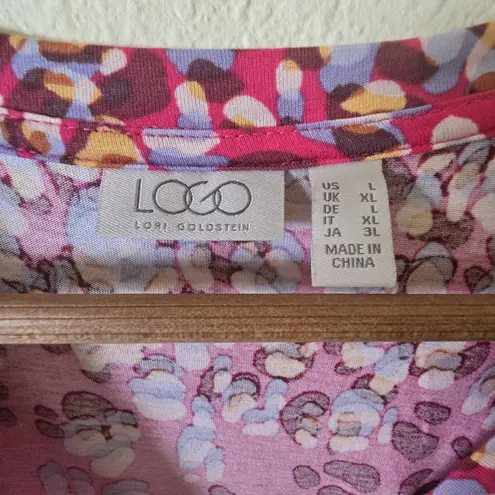 LOGO
LORI GOLDSTEIN
US L
UK XL
DE L
IT XL
JA 3L
MADE IN
CHINA